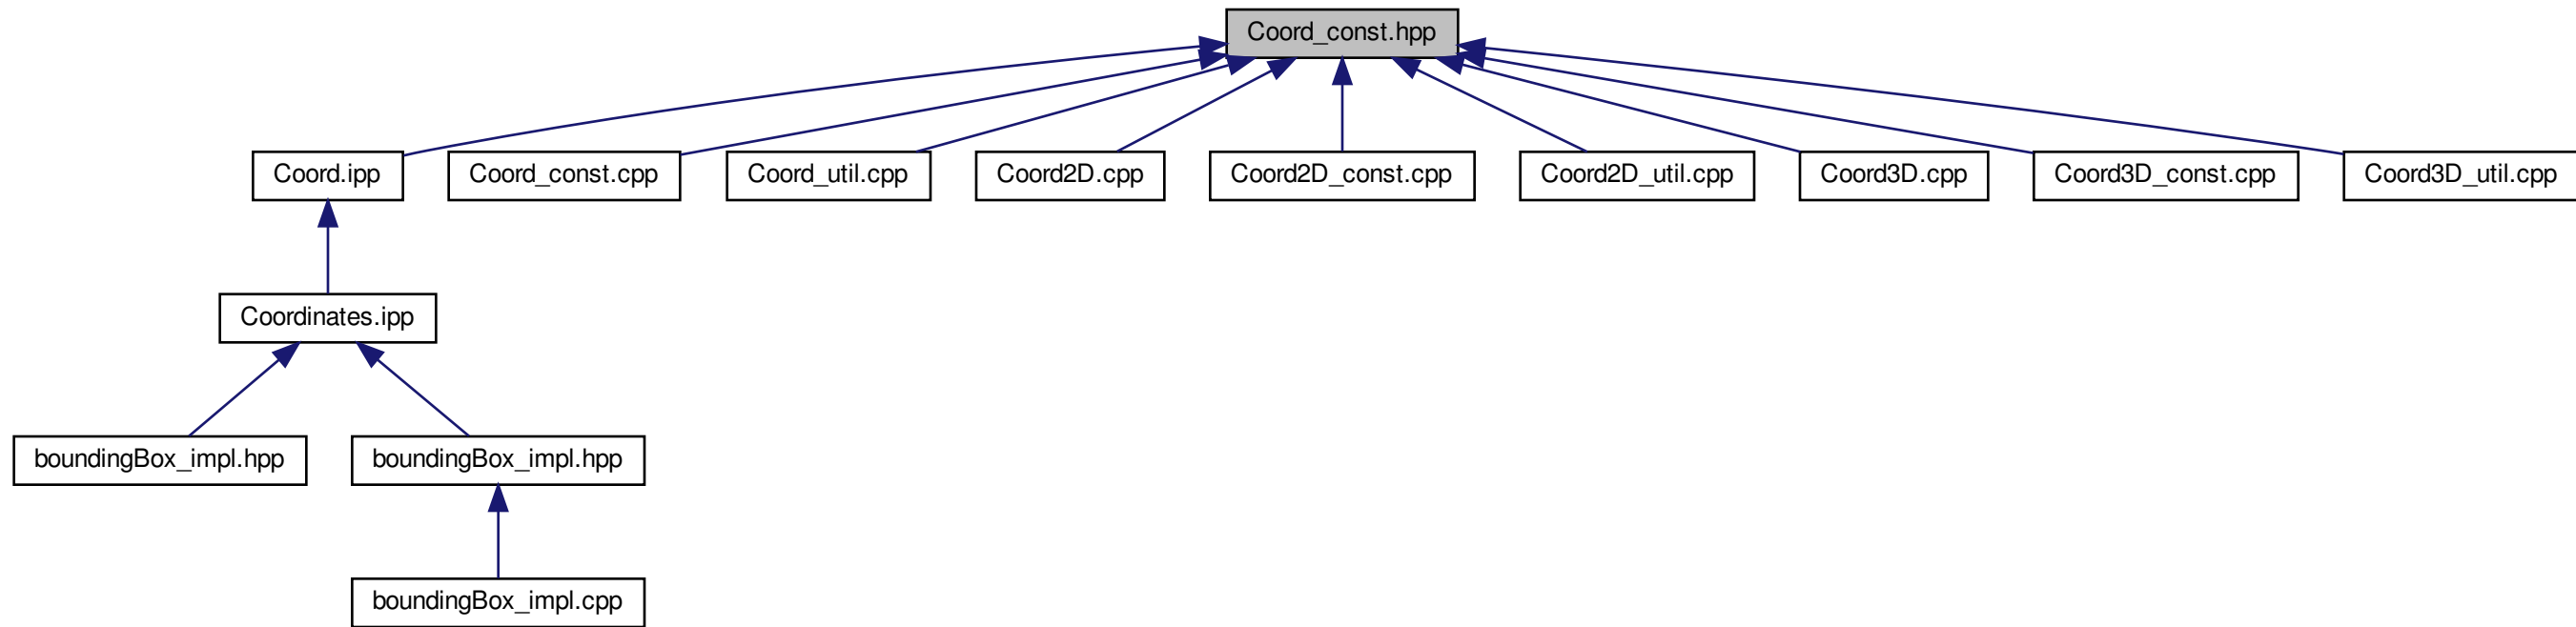 Coord_const.hpp
Coord.ipp
Coord_const.cpp
Coord_util.cpp
Coord2D.cpp
Coord2D_const.cpp
Coord2D_util.cpp
Coord3D.cpp
Coord3D_const.cpp
Coord3D_util.cpp
Coordinates.ipp
boundingBox_impl.hpp
boundingBox_impl.hpp
boundingBox_impl.cpp